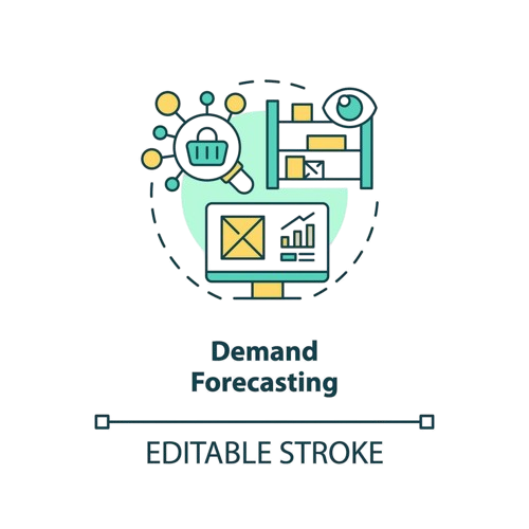 Demand
Forecasting
EDITABLE STROKE